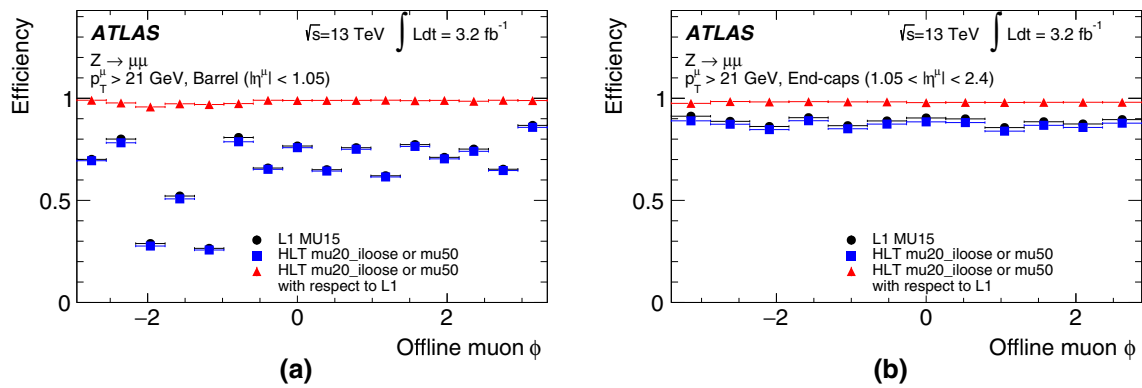 Efficiency
ATLAS
√s=13 TeV ∫ Ldt = 3.2 fb⁻¹
Z → μμ
p_T^μ > 21 GeV, Barrel (|η^μ| < 1.05)
1
0.5
L1 MU15
HLT mu20_iloose or mu50
HLT mu20_iloose or mu50
with respect to L1
0
−2 0 2
Offline muon ϕ
(a)
Efficiency
ATLAS
√s=13 TeV ∫ Ldt = 3.2 fb⁻¹
Z → μμ
p_T^μ > 21 GeV, End-caps (1.05 < |η^μ| < 2.4)
1
0.5
L1 MU15
HLT mu20_iloose or mu50
HLT mu20_iloose or mu50
with respect to L1
0
−2 0 2
Offline muon ϕ
(b)